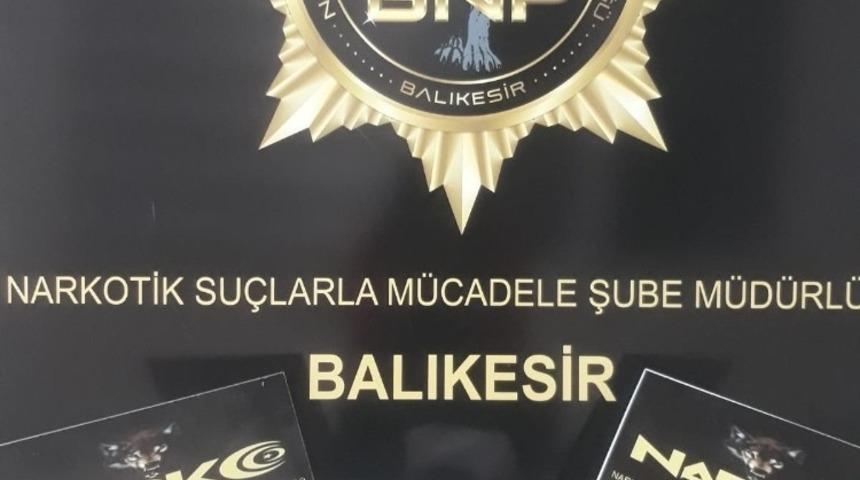 BNP
BALIKESİR
NARKOTİK SUÇLARLA MÜCADELE ŞUBE MÜDÜRLÜ
BALIKESİR